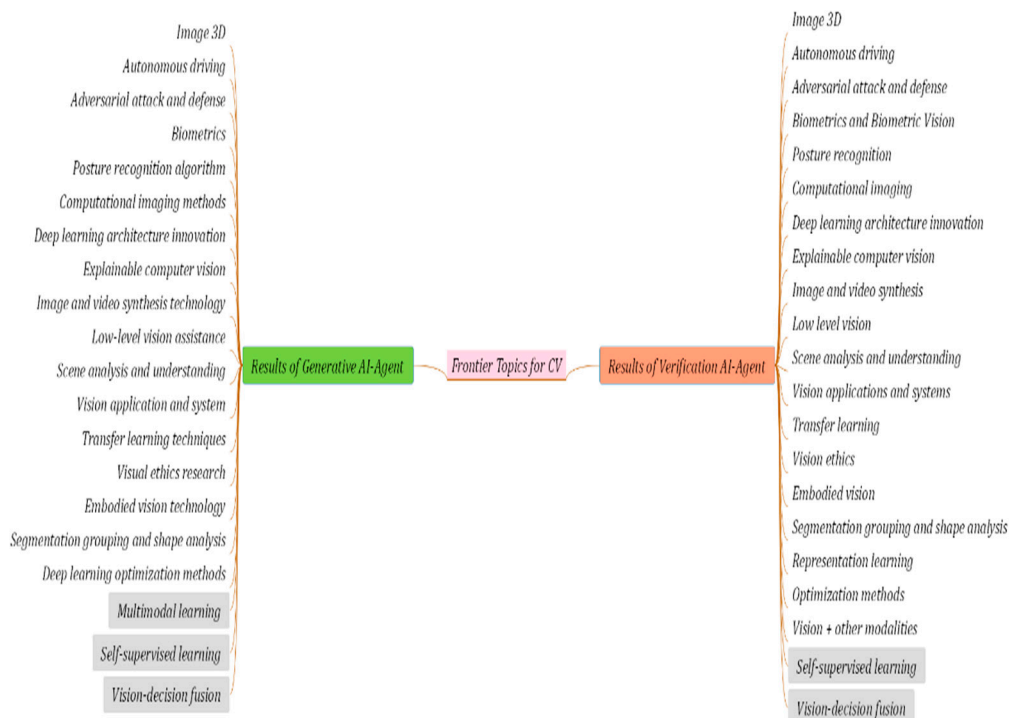 Image 3D
Autonomous driving
Adversarial attack and defense
Biometrics
Posture recognition algorithm
Computational imaging methods
Deep learning architecture innovation
Explainable computer vision
Image and video synthesis technology
Low-level vision assistance
Scene analysis and understanding
Vision application and system
Transfer learning techniques
Visual ethics research
Embodied vision technology
Segmentation grouping and shape analysis
Deep learning optimization methods
Multimodal learning
Self-supervised learning
Vision-decision fusion
Results of Generative AI-Agent
Frontier Topics for CV
Results of Verification AI-Agent
Image 3D
Autonomous driving
Adversarial attack and defense
Biometrics and Biometric Vision
Posture recognition
Computational imaging
Deep learning architecture innovation
Explainable computer vision
Image and video synthesis
Low level vision
Scene analysis and understanding
Vision applications and systems
Transfer learning
Vision ethics
Embodied vision
Segmentation grouping and shape analysis
Representation learning
Optimization methods
Vision + other modalities
Self-supervised learning
Vision-decision fusion